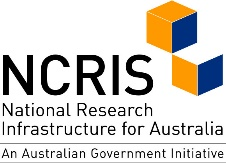 NCRIS
National Research
Infrastructure for Australia
An Australian Government Initiative